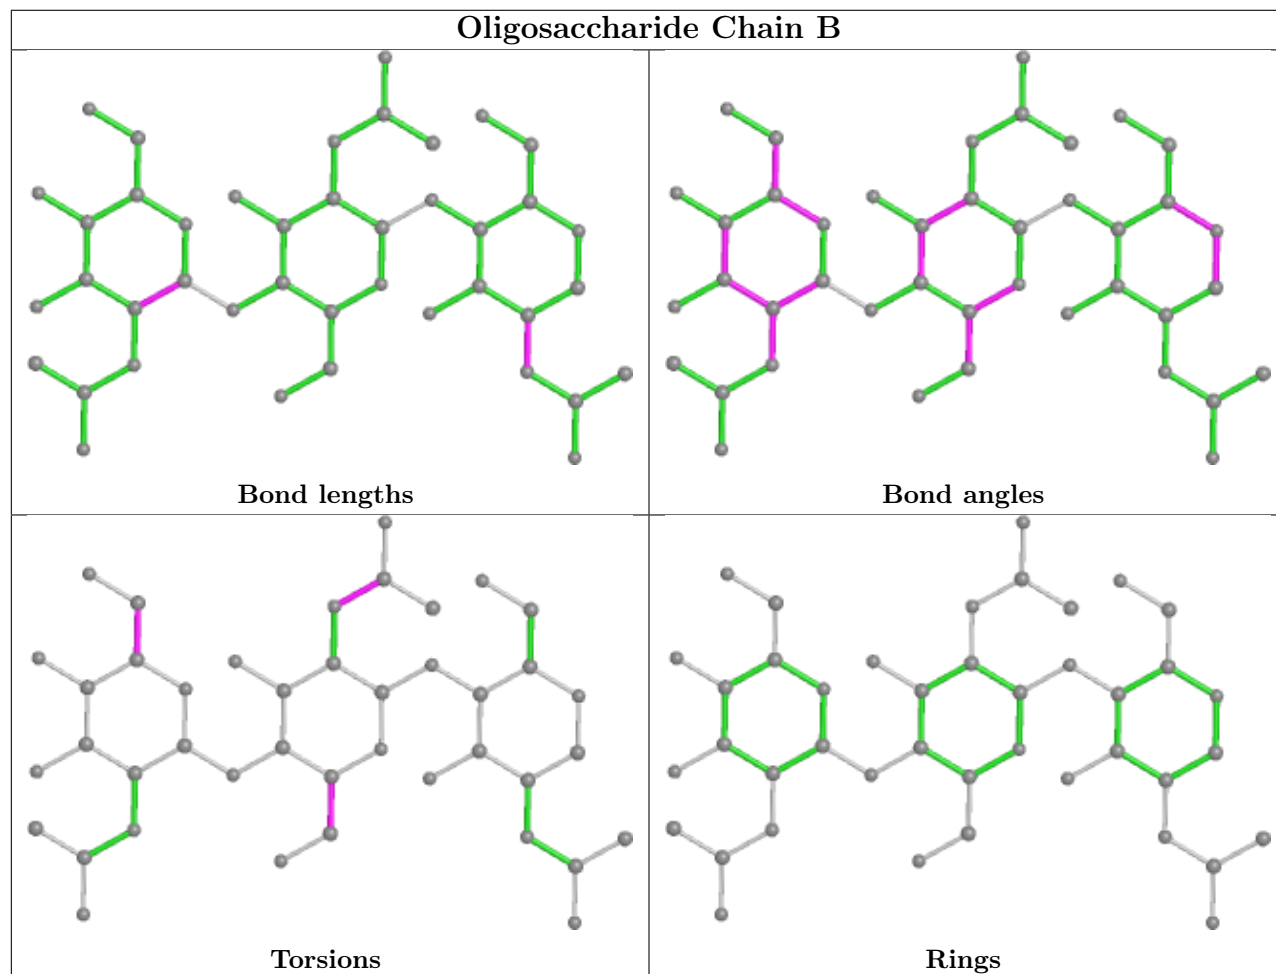 Oligosaccharide Chain B
Bond lengths
Bond angles
Torsions
Rings